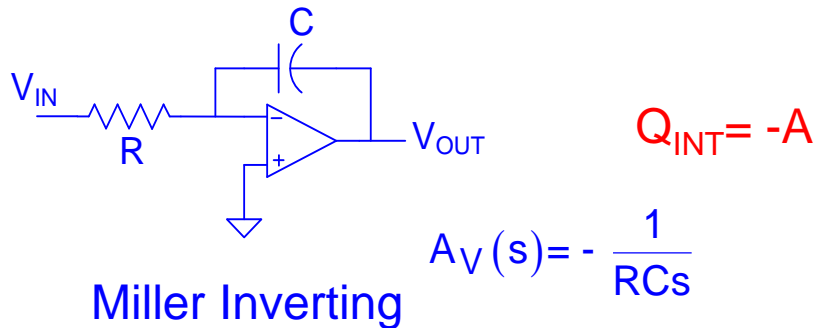 C
V_IN
R
−
+
V_OUT
Q_INT= -A
A_V(s)= - 1/RCs
Miller Inverting